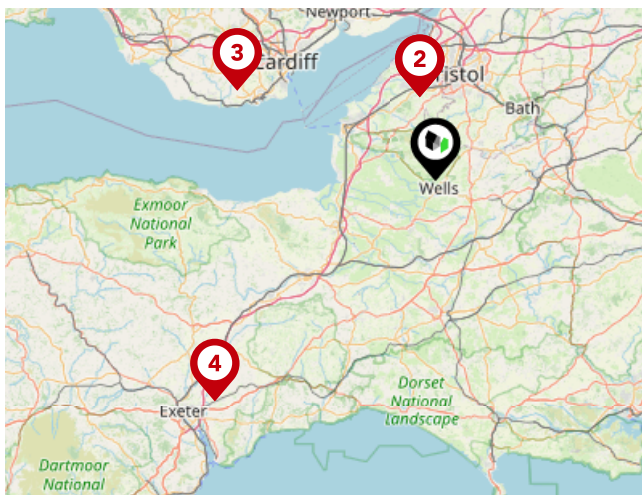 Newport
3
Cardiff
2
Bristol
Bath
Wells
Exmoor
National
Park
4
Exeter
Dorset
National
Landscape
Dartmoor
National